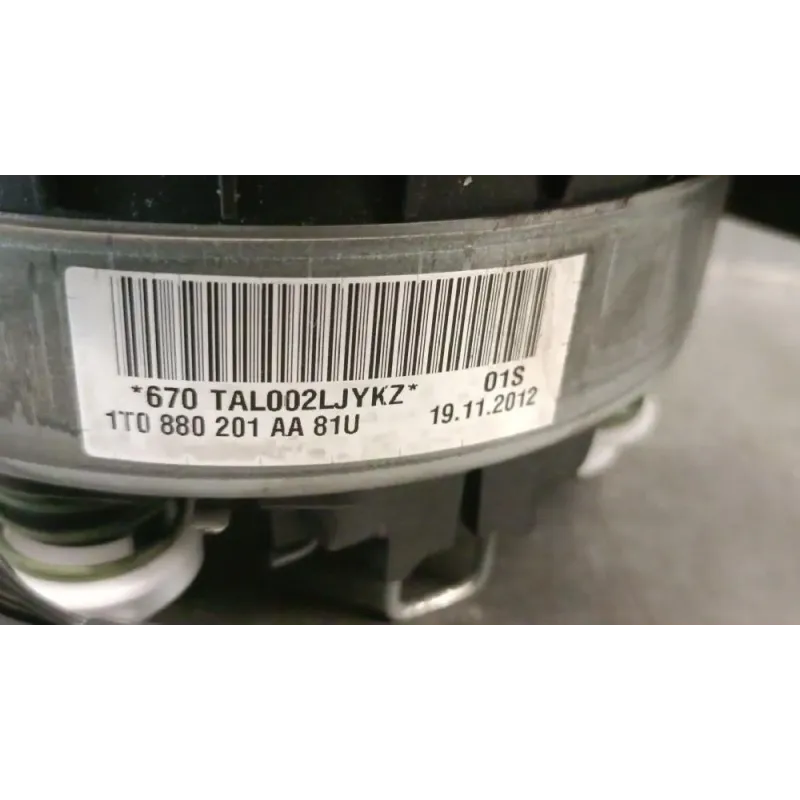 *670 TAL002LJYKZ* 01S
1T0 880 201 AA 81U 19.11.2012